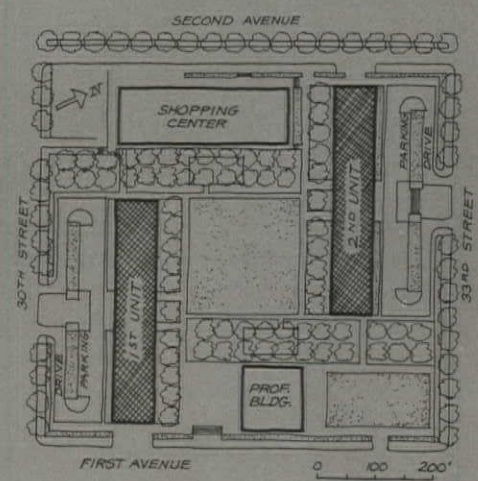 SECOND AVENUE
N
SHOPPING
CENTER
30TH STREET
1ST UNIT
DRIVE
PARKING
2ND UNIT
PARKING
DRIVE
33RD STREET
PROF.
BLDG.
FIRST AVENUE
0 100 200'